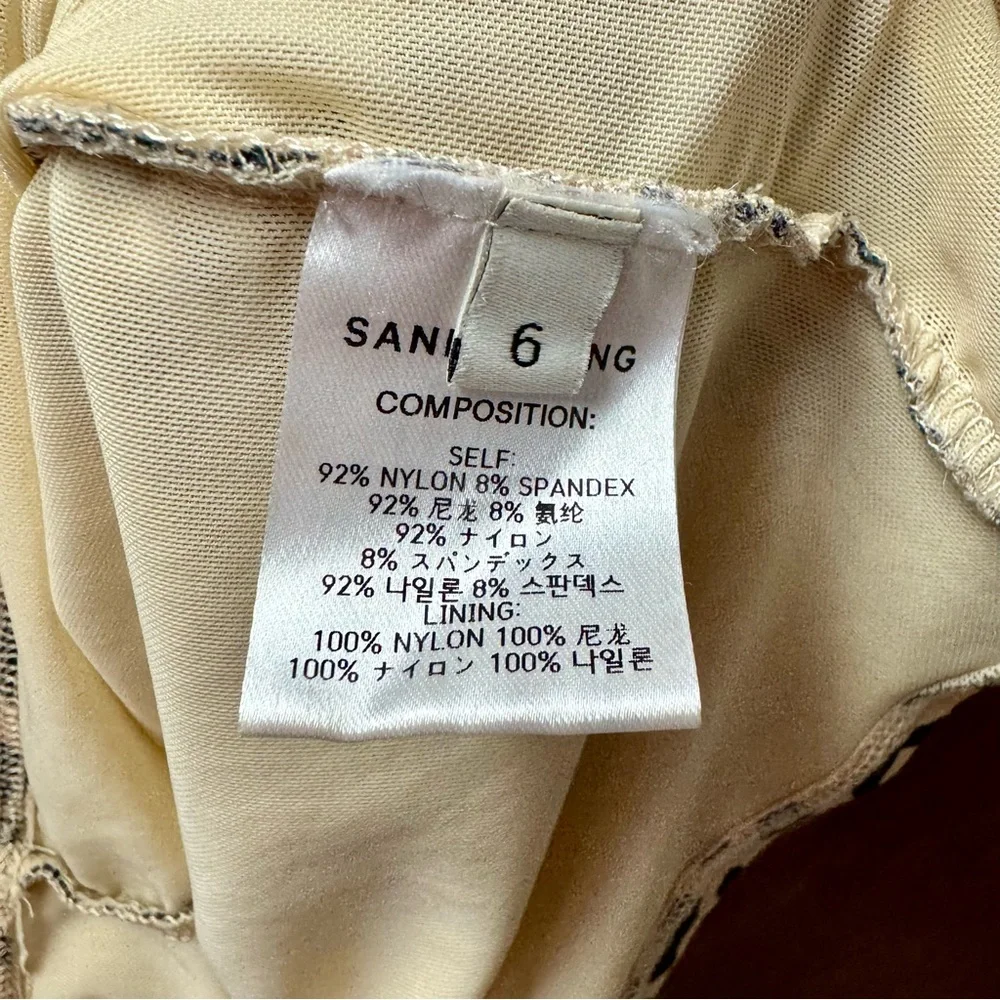 6
COMPOSITION:
SELF:
92% NYLON 8% SPANDEX
92% 尼龙 8% 氨纶
92% ナイロン
8% スパンデックス
92% 나일론 8% 스판덱스
LINING:
100% NYLON 100% 尼龙
100% ナイロン 100% 나일론